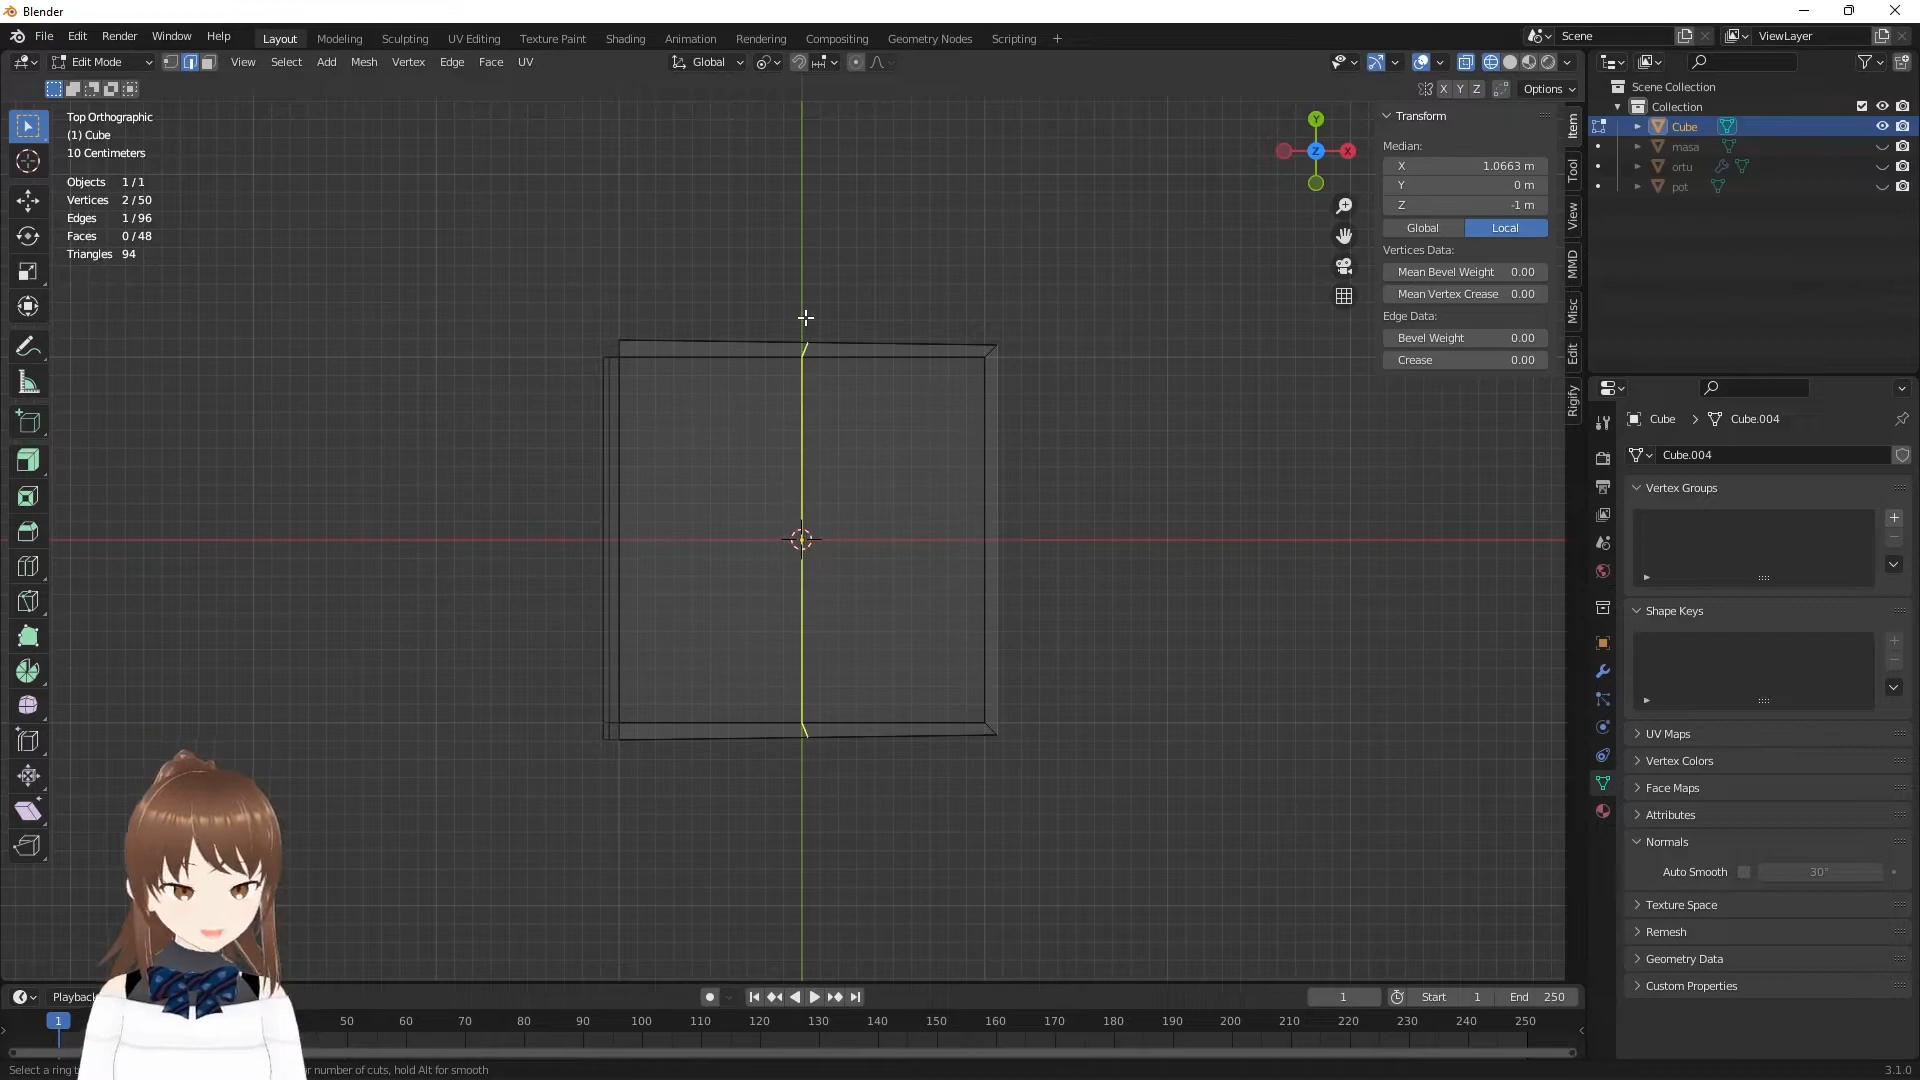 Blender
File Edit Render Window Help
Layout Modeling Sculpting UV Editing Texture Paint Shading Animation Rendering Compositing Geometry Nodes Scripting +
Scene
ViewLayer
Edit Mode View Select Add Mesh Vertex Edge Face UV
Global
X Y Z Options
Top Orthographic
(1) Cube
10 Centimeters
Objects 1/1
Vertices 2/50
Edges 1/96
Faces 0/48
Triangles 94
Y
Z
X
Transform
Median:
X 1.0663 m
Y 0 m
Z -1 m
Global Local
Vertices Data:
Mean Bevel Weight 0.00
Mean Vertex Crease 0.00
Edge Data:
Bevel Weight 0.00
Crease 0.00
Item
Tool
View
MMD
Misc
Edit
Rigify
Scene Collection
Collection
Cube
masa
ortu
pot
Cube > Cube.004
Cube.004
Vertex Groups
Shape Keys
UV Maps
Vertex Colors
Face Maps
Attributes
Normals
Auto Smooth 30°
Texture Space
Remesh
Geometry Data
Custom Properties
Playback
1 Start 1 End 250
1 50 60 70 80 90 100 110 120 130 140 150 160 170 180 190 200 210 220 230 240 250
Select a ring t
r number of cuts, hold Alt for smooth
3.1.0